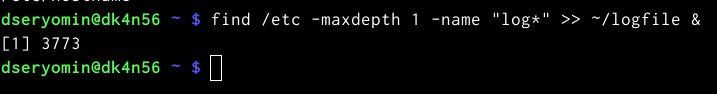 dseryomin@dk4n56 ~ $ find /etc -maxdepth 1 -name "log*" >> ~/logfile &
[1] 3773
dseryomin@dk4n56 ~ $